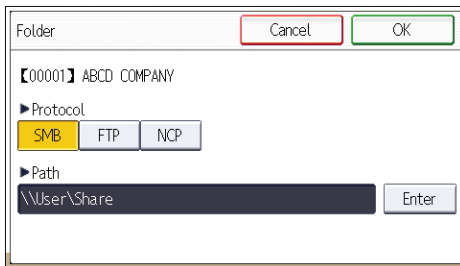 Folder Cancel OK
【00001】 ABCD COMPANY
►Protocol
SMB FTP NCP
►Path
\\User\Share Enter